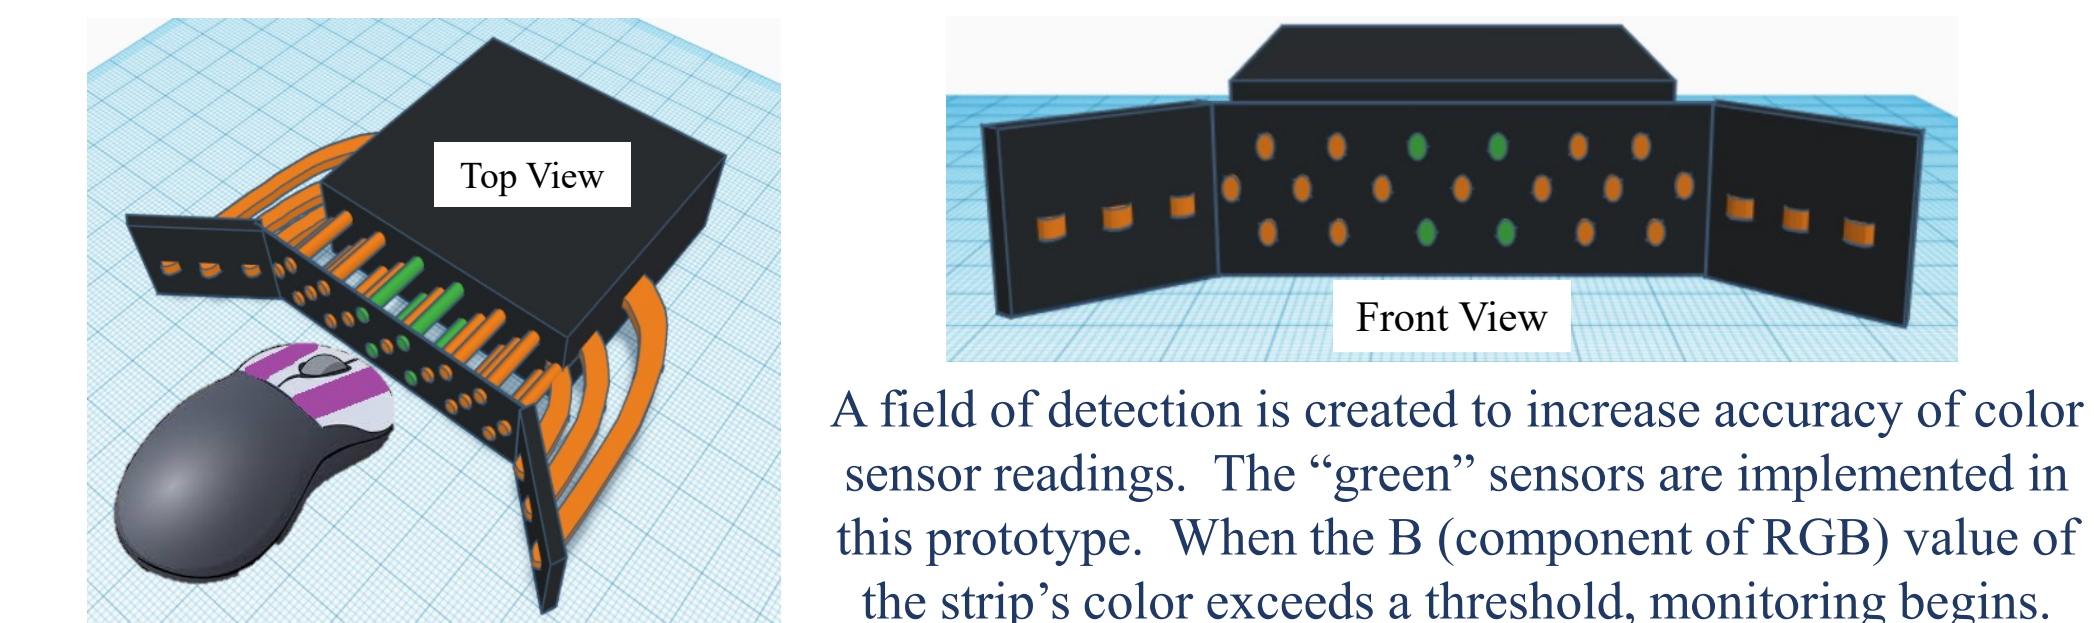 Top View
Front View
A field of detection is created to increase accuracy of color
sensor readings.  The “green” sensors are implemented in
this prototype.  When the B (component of RGB) value of
the strip’s color exceeds a threshold, monitoring begins.